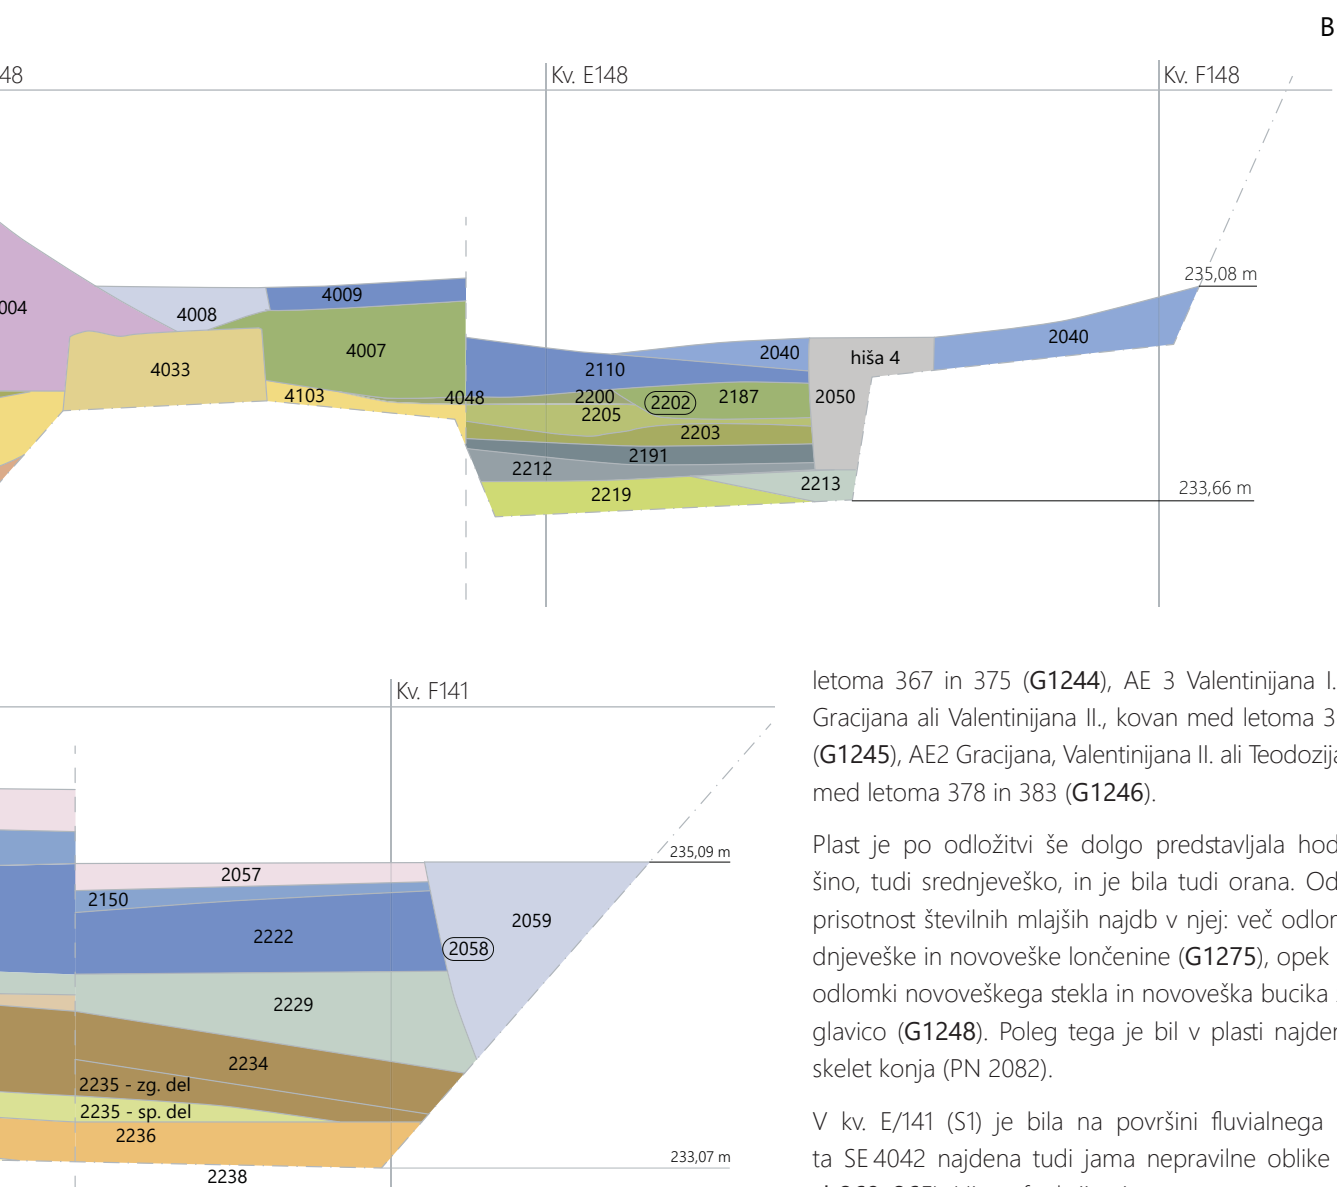 B
48
Kv. E148
Kv. F148
235,08 m
004
4008
4009
4007
4033
4103
4048
2110
2040
hiša 4
2040
2200
2202
2187
2050
2205
2203
2191
2212
2213
2219
233,66 m
Kv. F141
235,09 m
2057
2150
2222
2058
2059
2229
2234
2235 - zg. del
2235 - sp. del
2236
2238
233,07 m
letoma 367 in 375 (G1244), AE 3 Valentinijana I.
Gracijana ali Valentinijana II., kovan med letoma 3
(G1245), AE2 Gracijana, Valentinijana II. ali Teodozija
med letoma 378 in 383 (G1246).
Plast je po odložitvi še dolgo predstavljala hod
šino, tudi srednjeveško, in je bila tudi orana. Od
prisotnost številnih mlajših najdb v njej: več odlom
dnjeveške in novoveške lončenine (G1275), opek
odlomki novoveškega stekla in novoveška bucika
glavico (G1248). Poleg tega je bil v plasti najden
skelet konja (PN 2082).
V kv. E/141 (S1) je bila na površini fluvialnega
ta SE 4042 najdena tudi jama nepravilne oblike